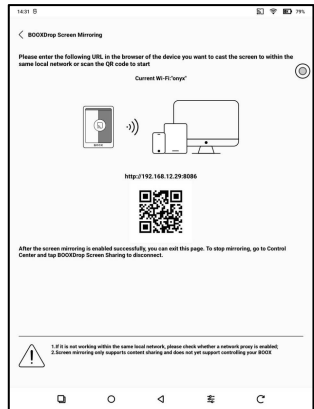 14:31
79%
BOOXDrop Screen Mirroring
Please enter the following URL in the browser of the device you want to cast the screen to within the
same local network or scan the QR code to start
Current Wi-Fi:"onyx"
BOOX
http://192.168.12.29:8086
After the screen mirroring is enabled successfully, you can exit this page. To stop mirroring, go to Control
Center and tap BOOXDrop Screen Sharing to disconnect.
1.If it is not working within the same local network, please check whether a network proxy is enabled;
2.Screen mirroring only supports content sharing and does not yet support controlling your BOOX